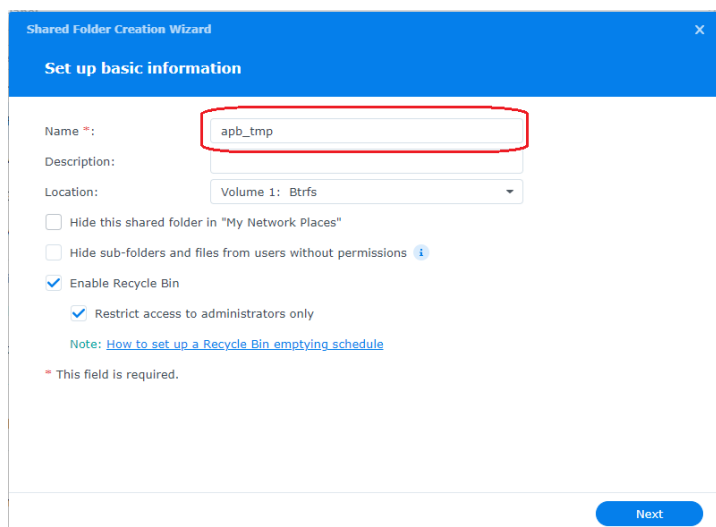 Shared Folder Creation Wizard
Set up basic information
Name *:
apb_tmp
Description:
Location:
Volume 1: Btrfs
Hide this shared folder in "My Network Places"
Hide sub-folders and files from users without permissions i
Enable Recycle Bin
Restrict access to administrators only
Note: How to set up a Recycle Bin emptying schedule
* This field is required.
Next